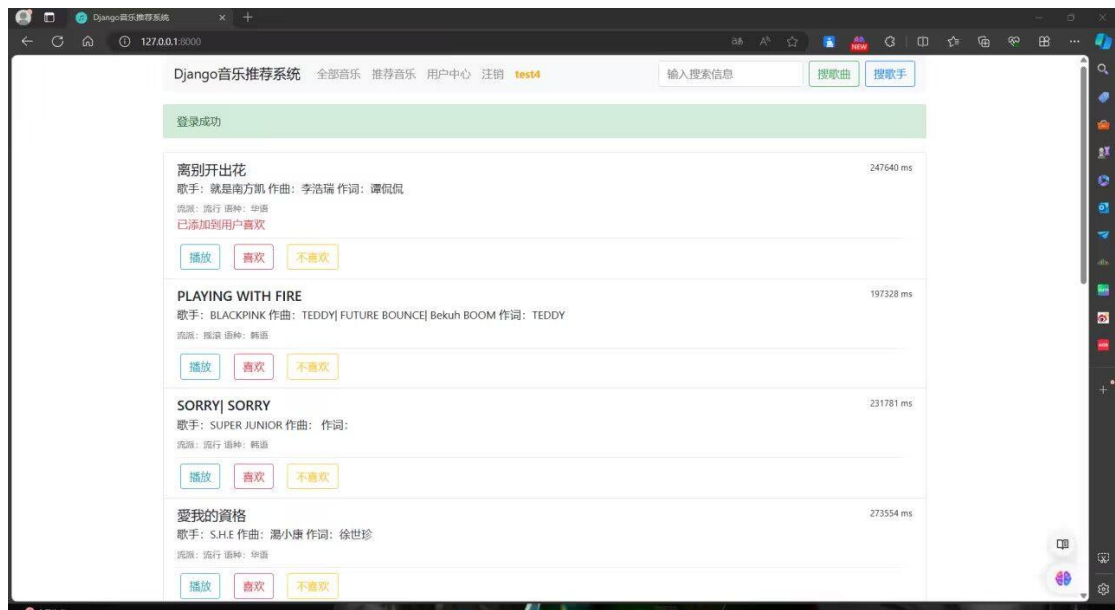 Django音乐推荐系统
127.0.0.1:8000
NEW
Django音乐推荐系统 全部音乐 推荐音乐 用户中心 注销 test4 输入搜索信息 搜歌曲 搜歌手
登录成功
离别开出花 247640 ms
歌手：就是南方凯 作曲：李浩瑞 作词：谭侃侃
流派：流行 语种：华语
已添加到用户喜欢
播放 喜欢 不喜欢
PLAYING WITH FIRE 197328 ms
歌手：BLACKPINK 作曲：TEDDY| FUTURE BOUNCE| Bekuh BOOM 作词：TEDDY
流派：摇滚 语种：韩语
播放 喜欢 不喜欢
SORRY| SORRY 231781 ms
歌手：SUPER JUNIOR 作曲： 作词：
流派：流行 语种：韩语
播放 喜欢 不喜欢
愛我的資格 273554 ms
歌手：S.H.E 作曲：湯小康 作词：徐世珍
流派：流行 语种：华语
播放 喜欢 不喜欢